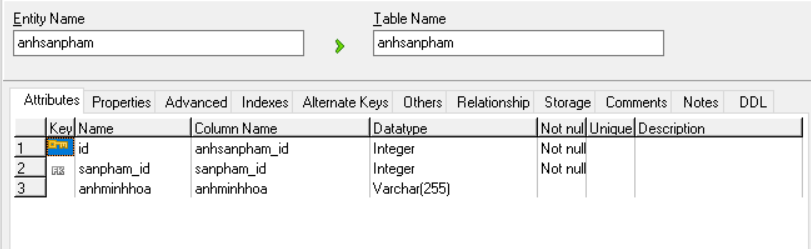 Entity Name Table Name
anhsanpham anhsanpham
Attributes Properties Advanced Indexes Alternate Keys Others Relationship Storage Comments Notes DDL
Key Name Column Name Datatype Not nul Unique Description
1 id anhsanpham_id Integer Not null
2 sanpham_id sanpham_id Integer Not null
3 anhminhhoa anhminhhoa Varchar(255)